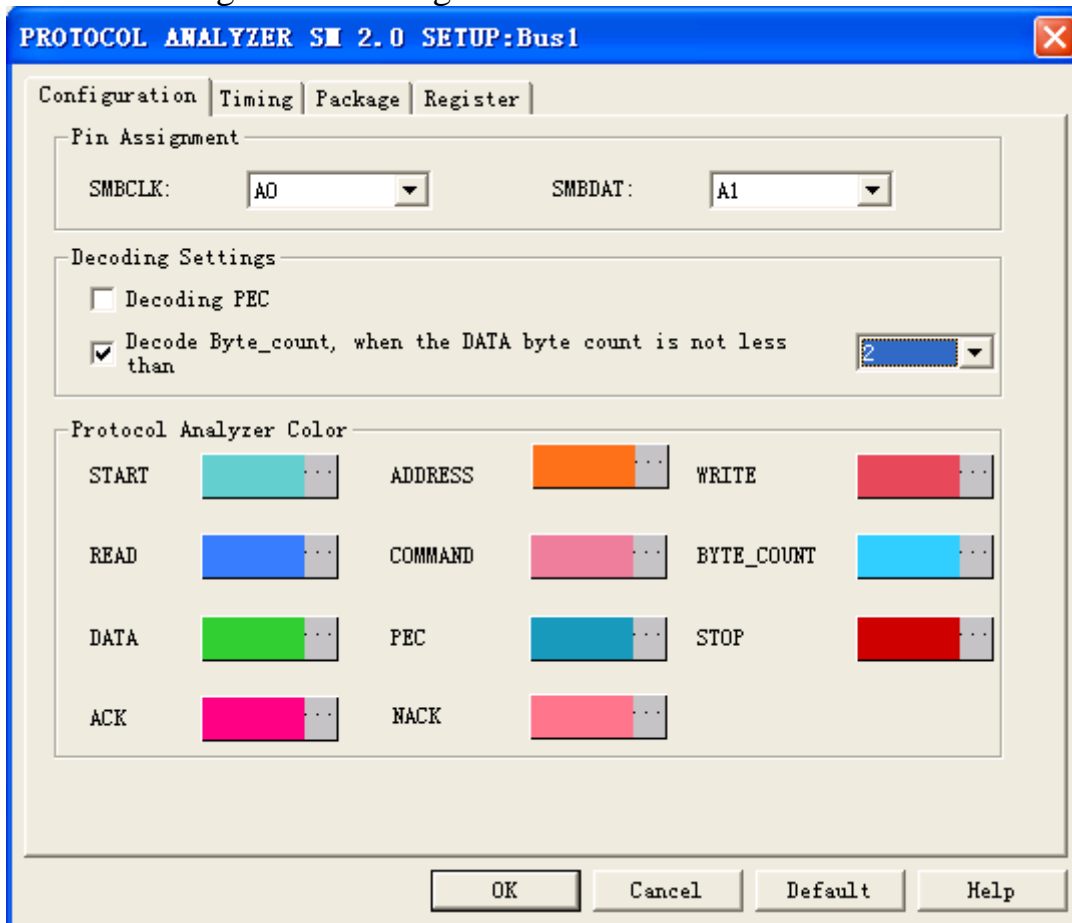 PROTOCOL ANALYZER SM 2.0 SETUP:Bus1
Configuration Timing Package Register
Pin Assignment
SMBCLK: A0 SMBDAT: A1
Decoding Settings
Decoding PEC
Decode Byte_count, when the DATA byte count is not less
than
2
Protocol Analyzer Color
START ... ADDRESS ... WRITE ...
READ ... COMMAND ... BYTE_COUNT ...
DATA ... PEC ... STOP ...
ACK ... NACK ...
OK Cancel Default Help